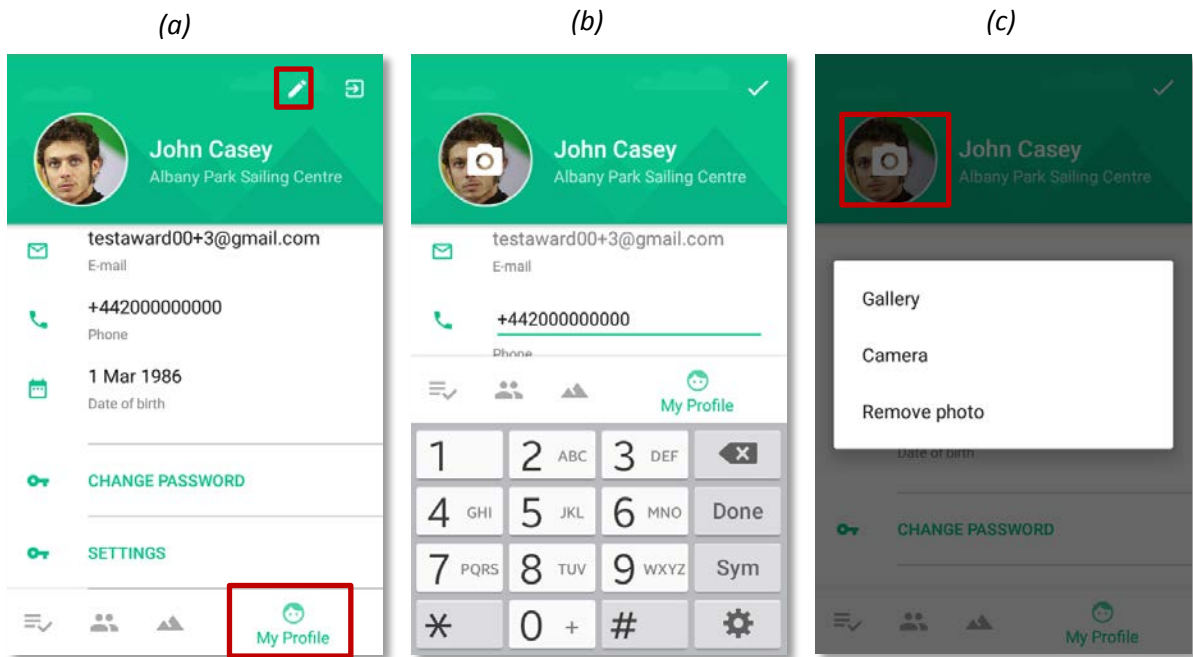 (a)
John Casey
Albany Park Sailing Centre
testaward00+3@gmail.com
E-mail
+442000000000
Phone
1 Mar 1986
Date of birth
CHANGE PASSWORD
SETTINGS
My Profile
(b)
John Casey
Albany Park Sailing Centre
testaward00+3@gmail.com
E-mail
+442000000000
Phone
My Profile
1 2 ABC 3 DEF
4 GHI 5 JKL 6 MNO Done
7 PQRS 8 TUV 9 WXYZ Sym
* 0 + #
(c)
John Casey
Albany Park Sailing Centre
Gallery
Camera
Remove photo
Date of birth
CHANGE PASSWORD
My Profile